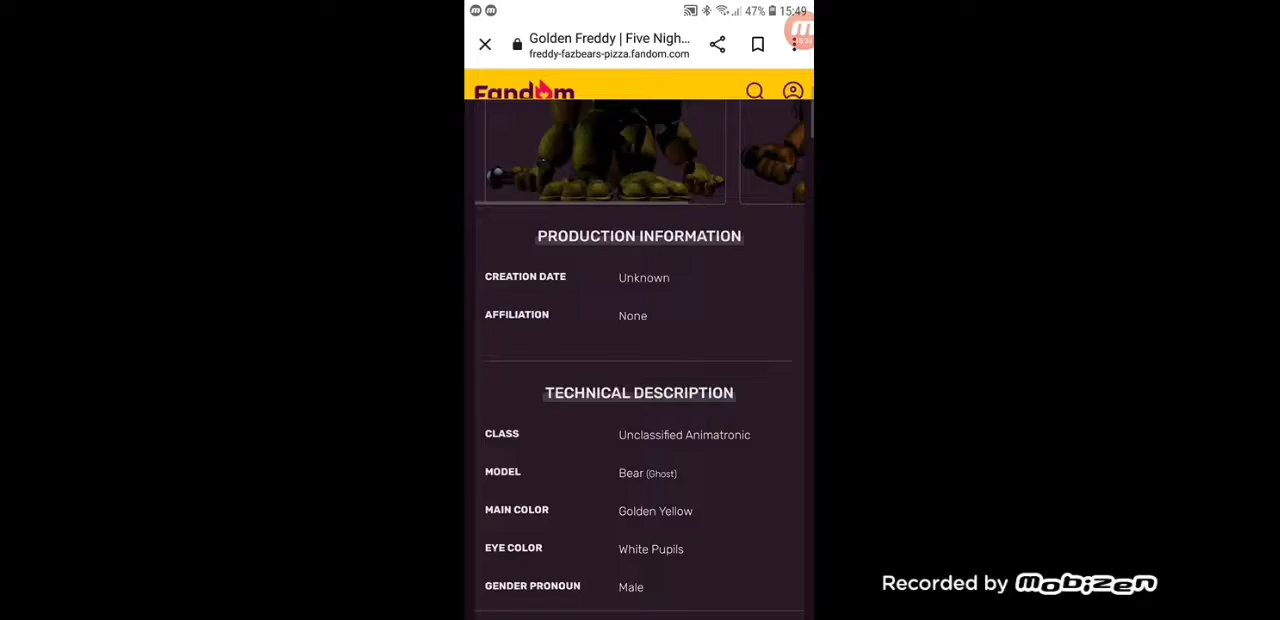 47% 15:49
Golden Freddy | Five Nigh...
freddy-fazbears-pizza.fandom.com
Fandom
PRODUCTION INFORMATION
CREATION DATE Unknown
AFFILIATION None
TECHNICAL DESCRIPTION
CLASS Unclassified Animatronic
MODEL Bear (Ghost)
MAIN COLOR Golden Yellow
EYE COLOR White Pupils
GENDER PRONOUN Male
Recorded by mobizen